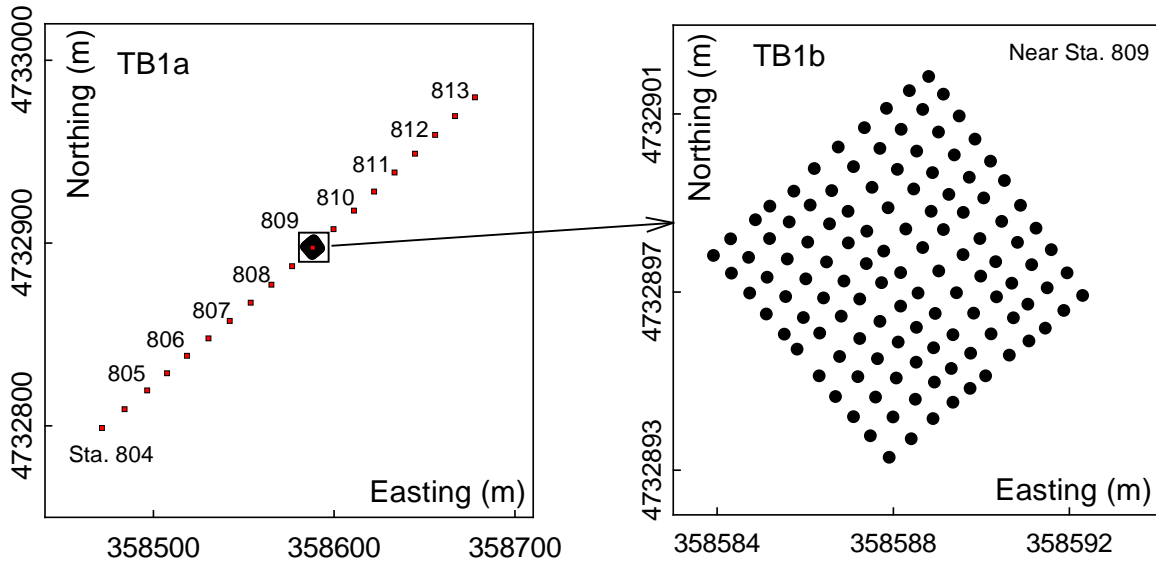 TB1a
4733000
4732900
4732800
Northing (m)
813
812
811
810
809
808
807
806
805
Sta. 804
Easting (m)
358500
358600
358700
TB1b
Near Sta. 809
4732901
4732897
4732893
Northing (m)
Easting (m)
358584
358588
358592